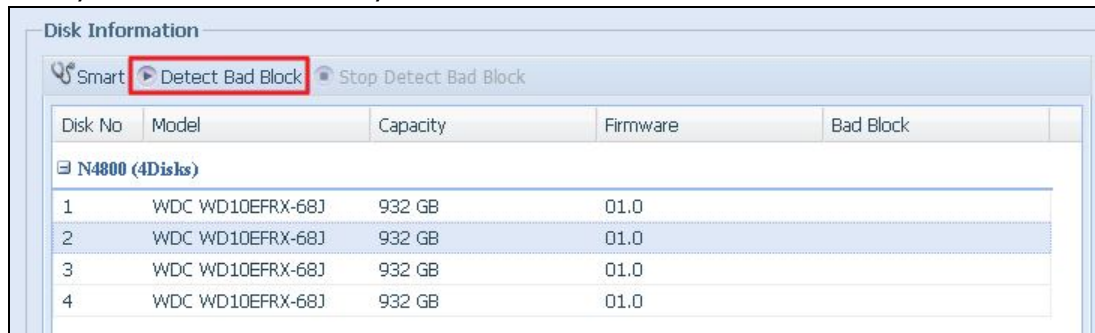 Disk Information
Smart Detect Bad Block Stop Detect Bad Block
Disk No Model Capacity Firmware Bad Block
N4800 (4Disks)
1 WDC WD10EFRX-68J 932 GB 01.0
2 WDC WD10EFRX-68J 932 GB 01.0
3 WDC WD10EFRX-68J 932 GB 01.0
4 WDC WD10EFRX-68J 932 GB 01.0